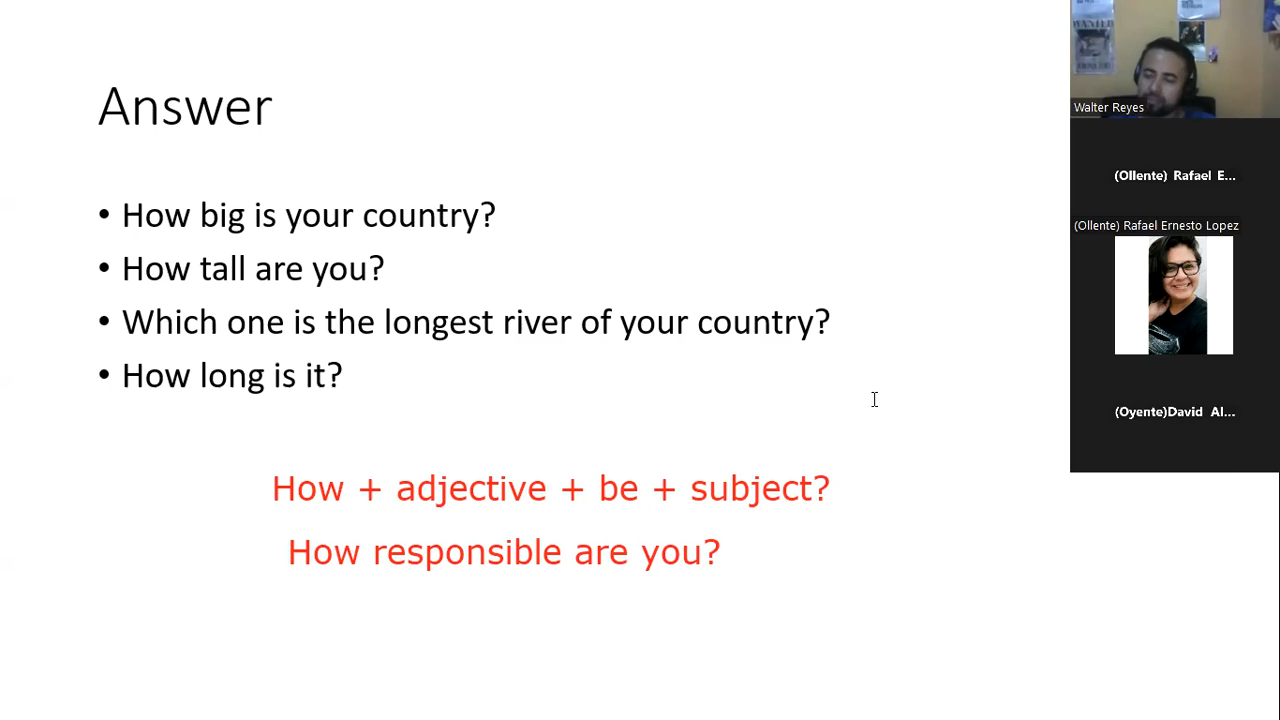 Answer
• How big is your country?
• How tall are you?
• Which one is the longest river of your country?
• How long is it?
How + adjective + be + subject?
How responsible are you?
WANTED
Walter Reyes
(Ollente) Rafael E...
(Ollente) Rafael Ernesto Lopez
(Oyente)David Al...